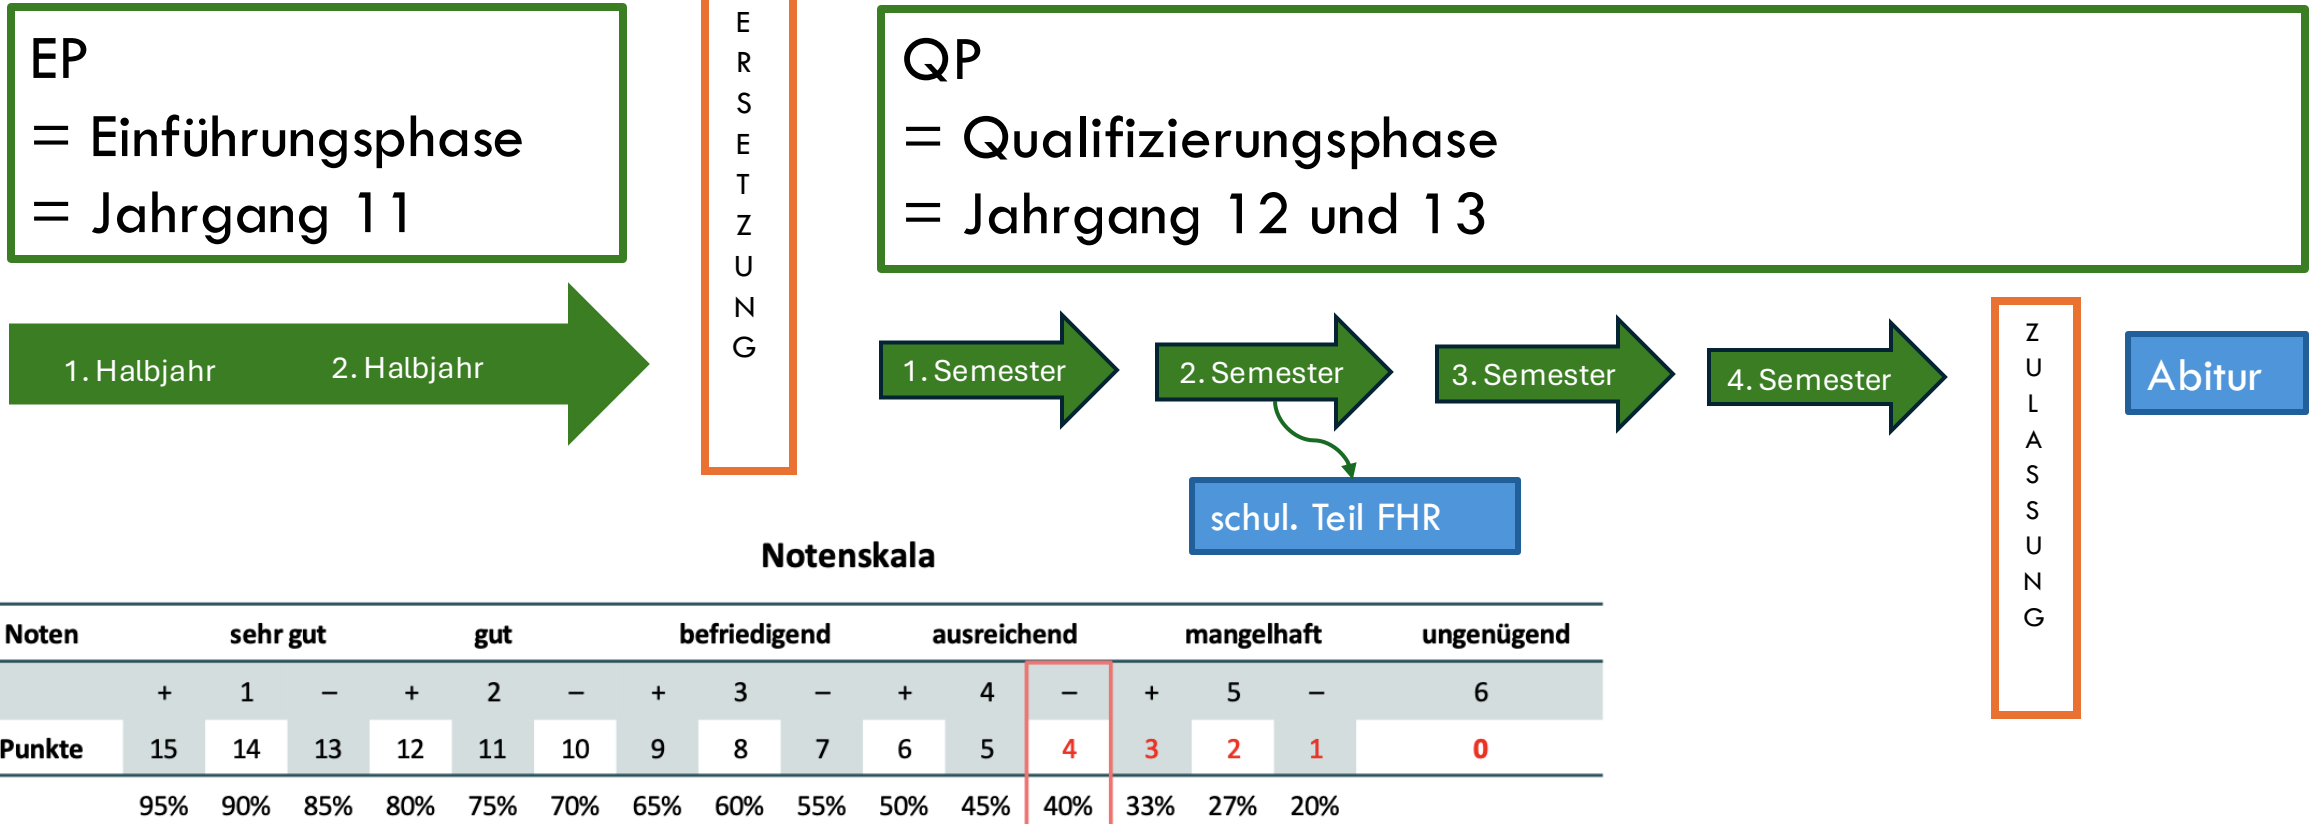 EP
= Einführungsphase
= Jahrgang 11
E
R
S
E
T
Z
U
N
G
QP
= Qualifizierungsphase
= Jahrgang 12 und 13
1. Halbjahr 2. Halbjahr
1. Semester 2. Semester 3. Semester 4. Semester
Z
U
L
A
S
S
U
N
G
Abitur
schul. Teil FHR
Notenskala
Noten sehr gut gut befriedigend ausreichend mangelhaft ungenügend
+ 1 – + 2 – + 3 – + 4 – + 5 – 6
Punkte 15 14 13 12 11 10 9 8 7 6 5 4 3 2 1 0
95% 90% 85% 80% 75% 70% 65% 60% 55% 50% 45% 40% 33% 27% 20%